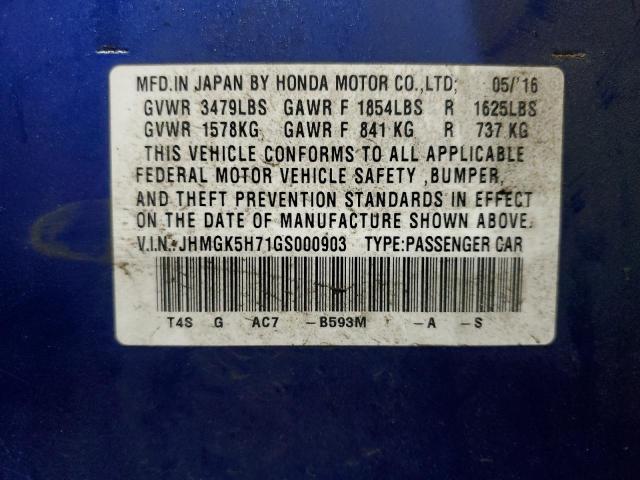 MFD.IN JAPAN BY HONDA MOTOR CO.,LTD; 05/'16
GVWR 3479LBS GAWR F 1854LBS R 1625LBS
GVWR 1578KG GAWR F 841 KG R 737 KG
THIS VEHICLE CONFORMS TO ALL APPLICABLE
FEDERAL MOTOR VEHICLE SAFETY ,BUMPER,
AND THEFT PREVENTION STANDARDS IN EFFECT
ON THE DATE OF MANUFACTURE SHOWN ABOVE.
V.I.N.:JHMGK5H71GS000903 TYPE:PASSENGER CAR
T4S G AC7 -B593M -A -S